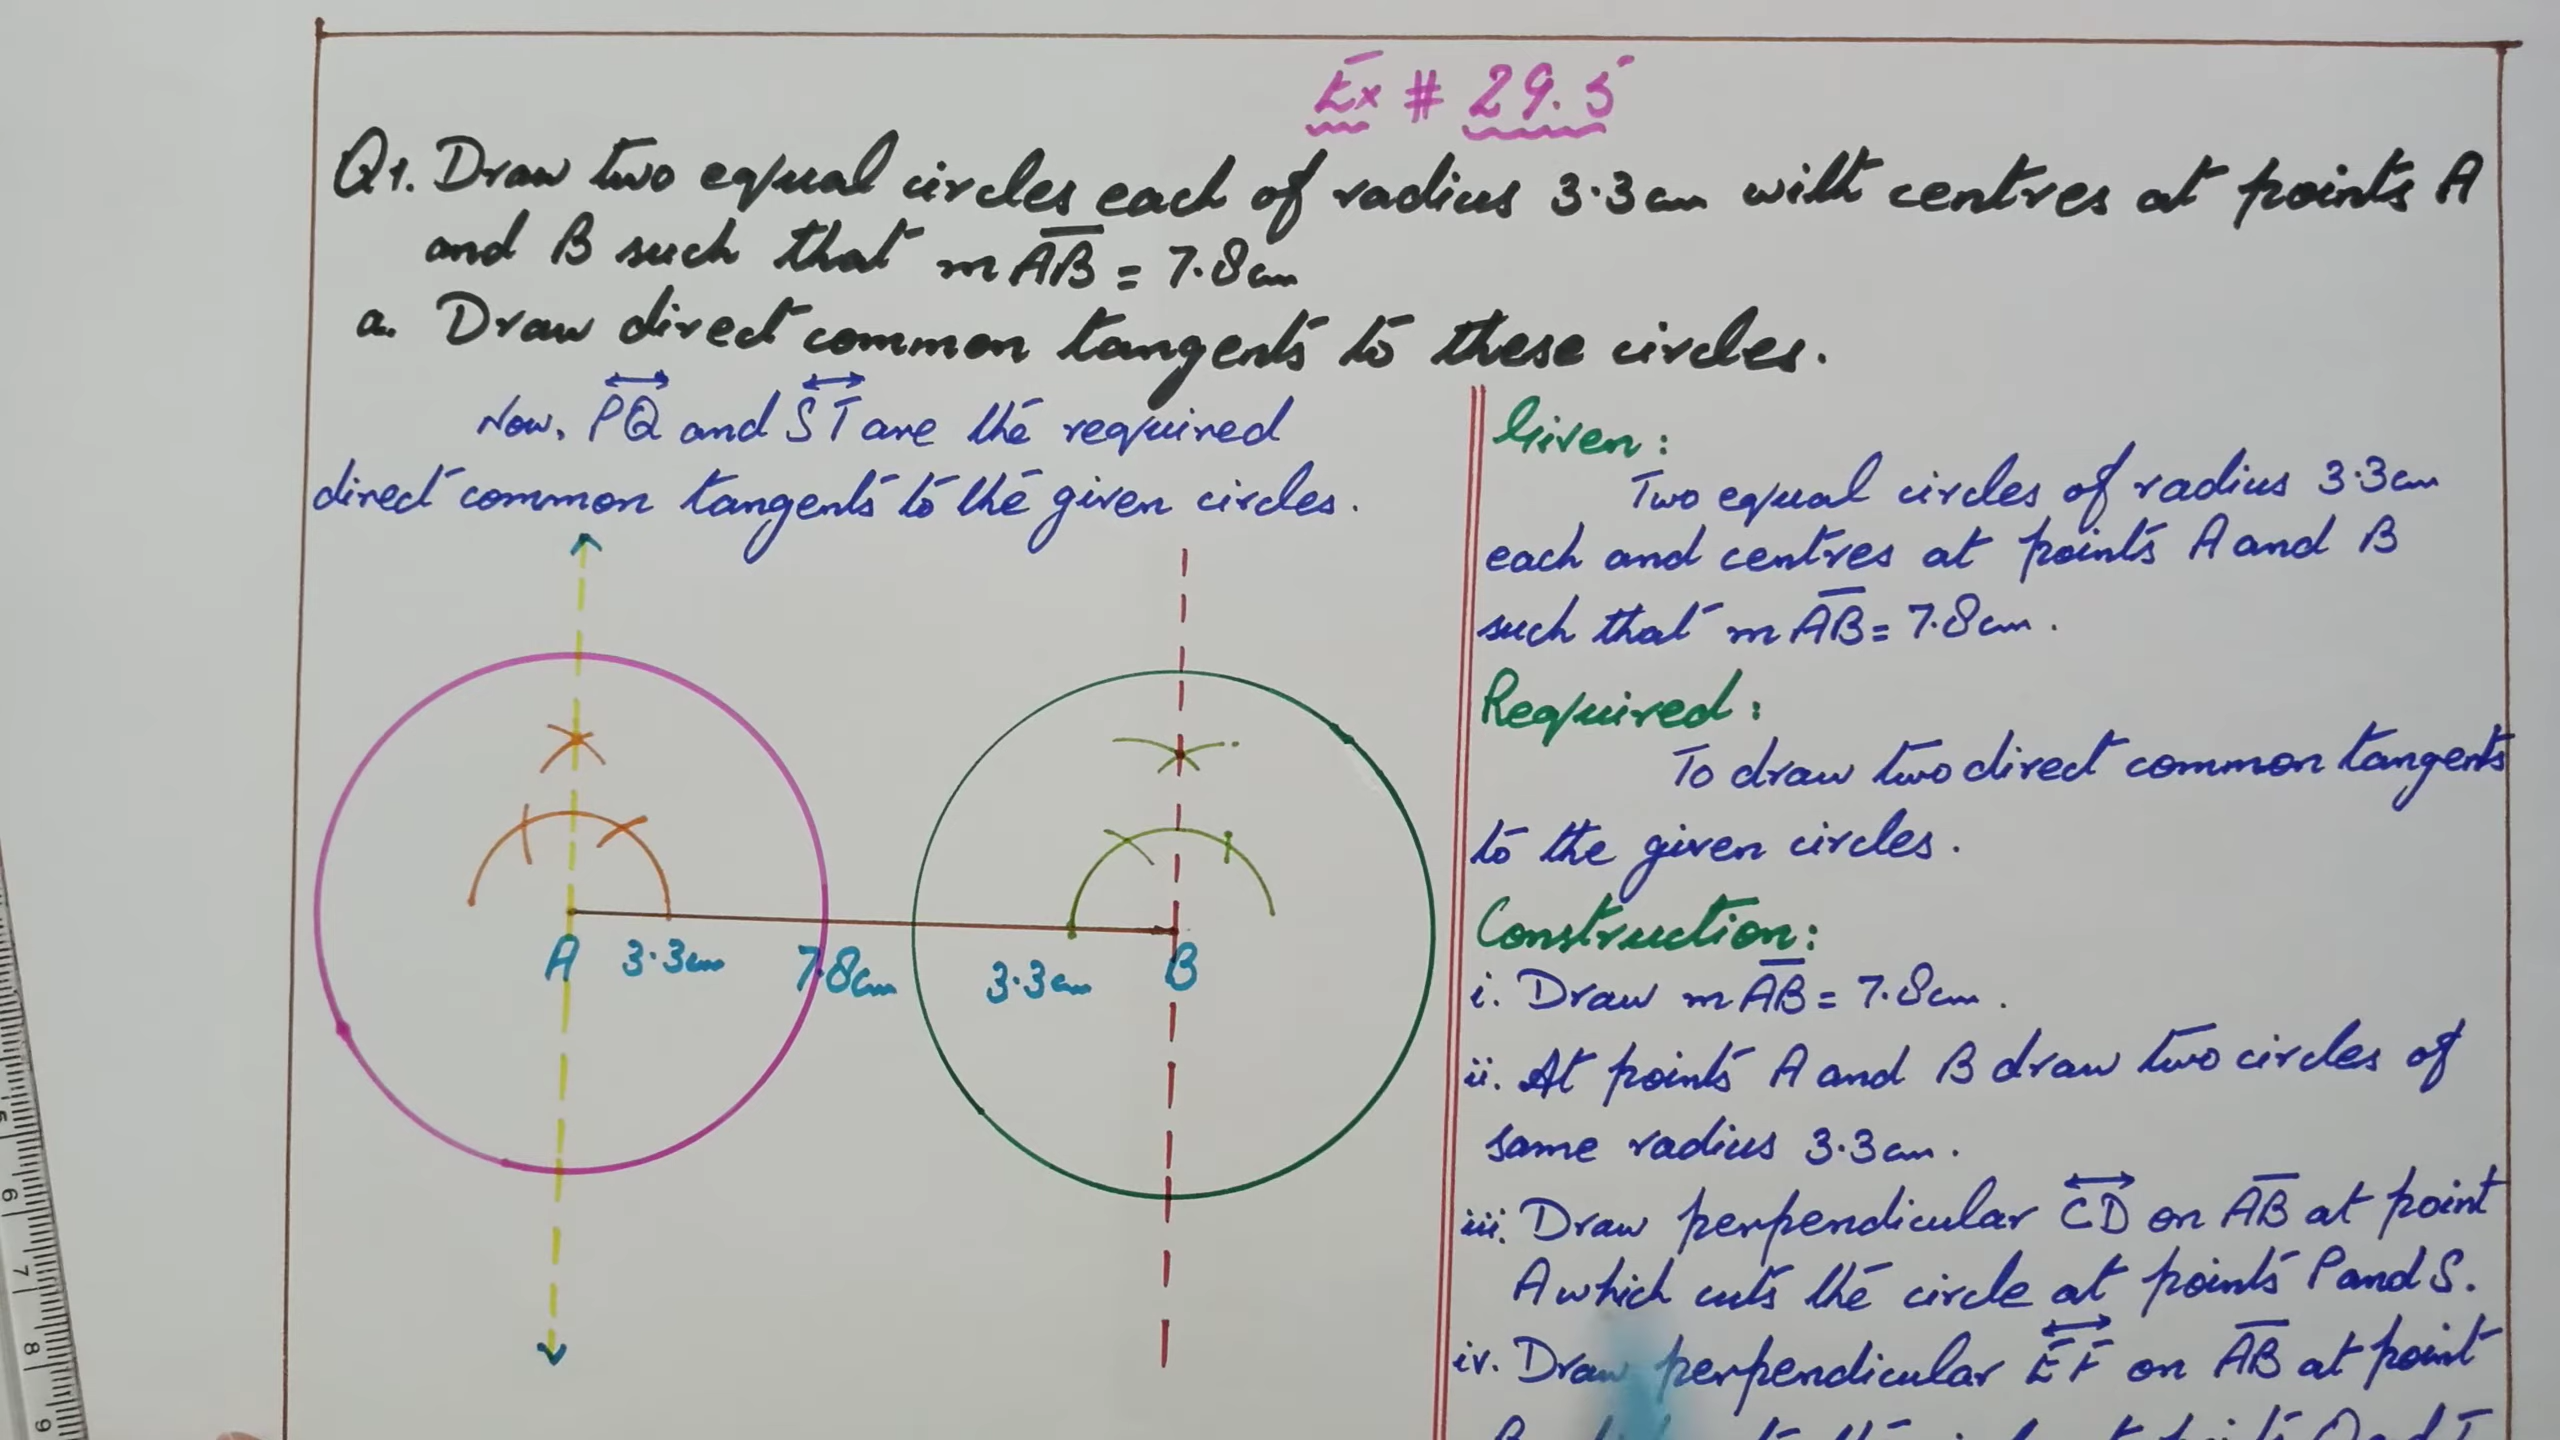 Ex # 29.5
Q1. Draw two equal circles each of radius 3.3cm with centres at points A
and B such that mAB = 7.8cm
a. Draw direct common tangents to these circles.
Now, PQ and ST are the required
direct common tangents to the given circles.
A 3.3cm 7.8cm 3.3cm B
Given:
Two equal circles of radius 3.3cm
each and centres at points A and B
such that mAB = 7.8cm.
Required:
To draw two direct common tangents
to the given circles.
Construction:
i. Draw mAB = 7.8cm.
ii. At points A and B draw two circles of
same radius 3.3cm.
iii. Draw perpendicular CD on AB at point
A which cuts the circle at points P and S.
iv. Draw perpendicular EF on AB at point
5
6
7
8
9